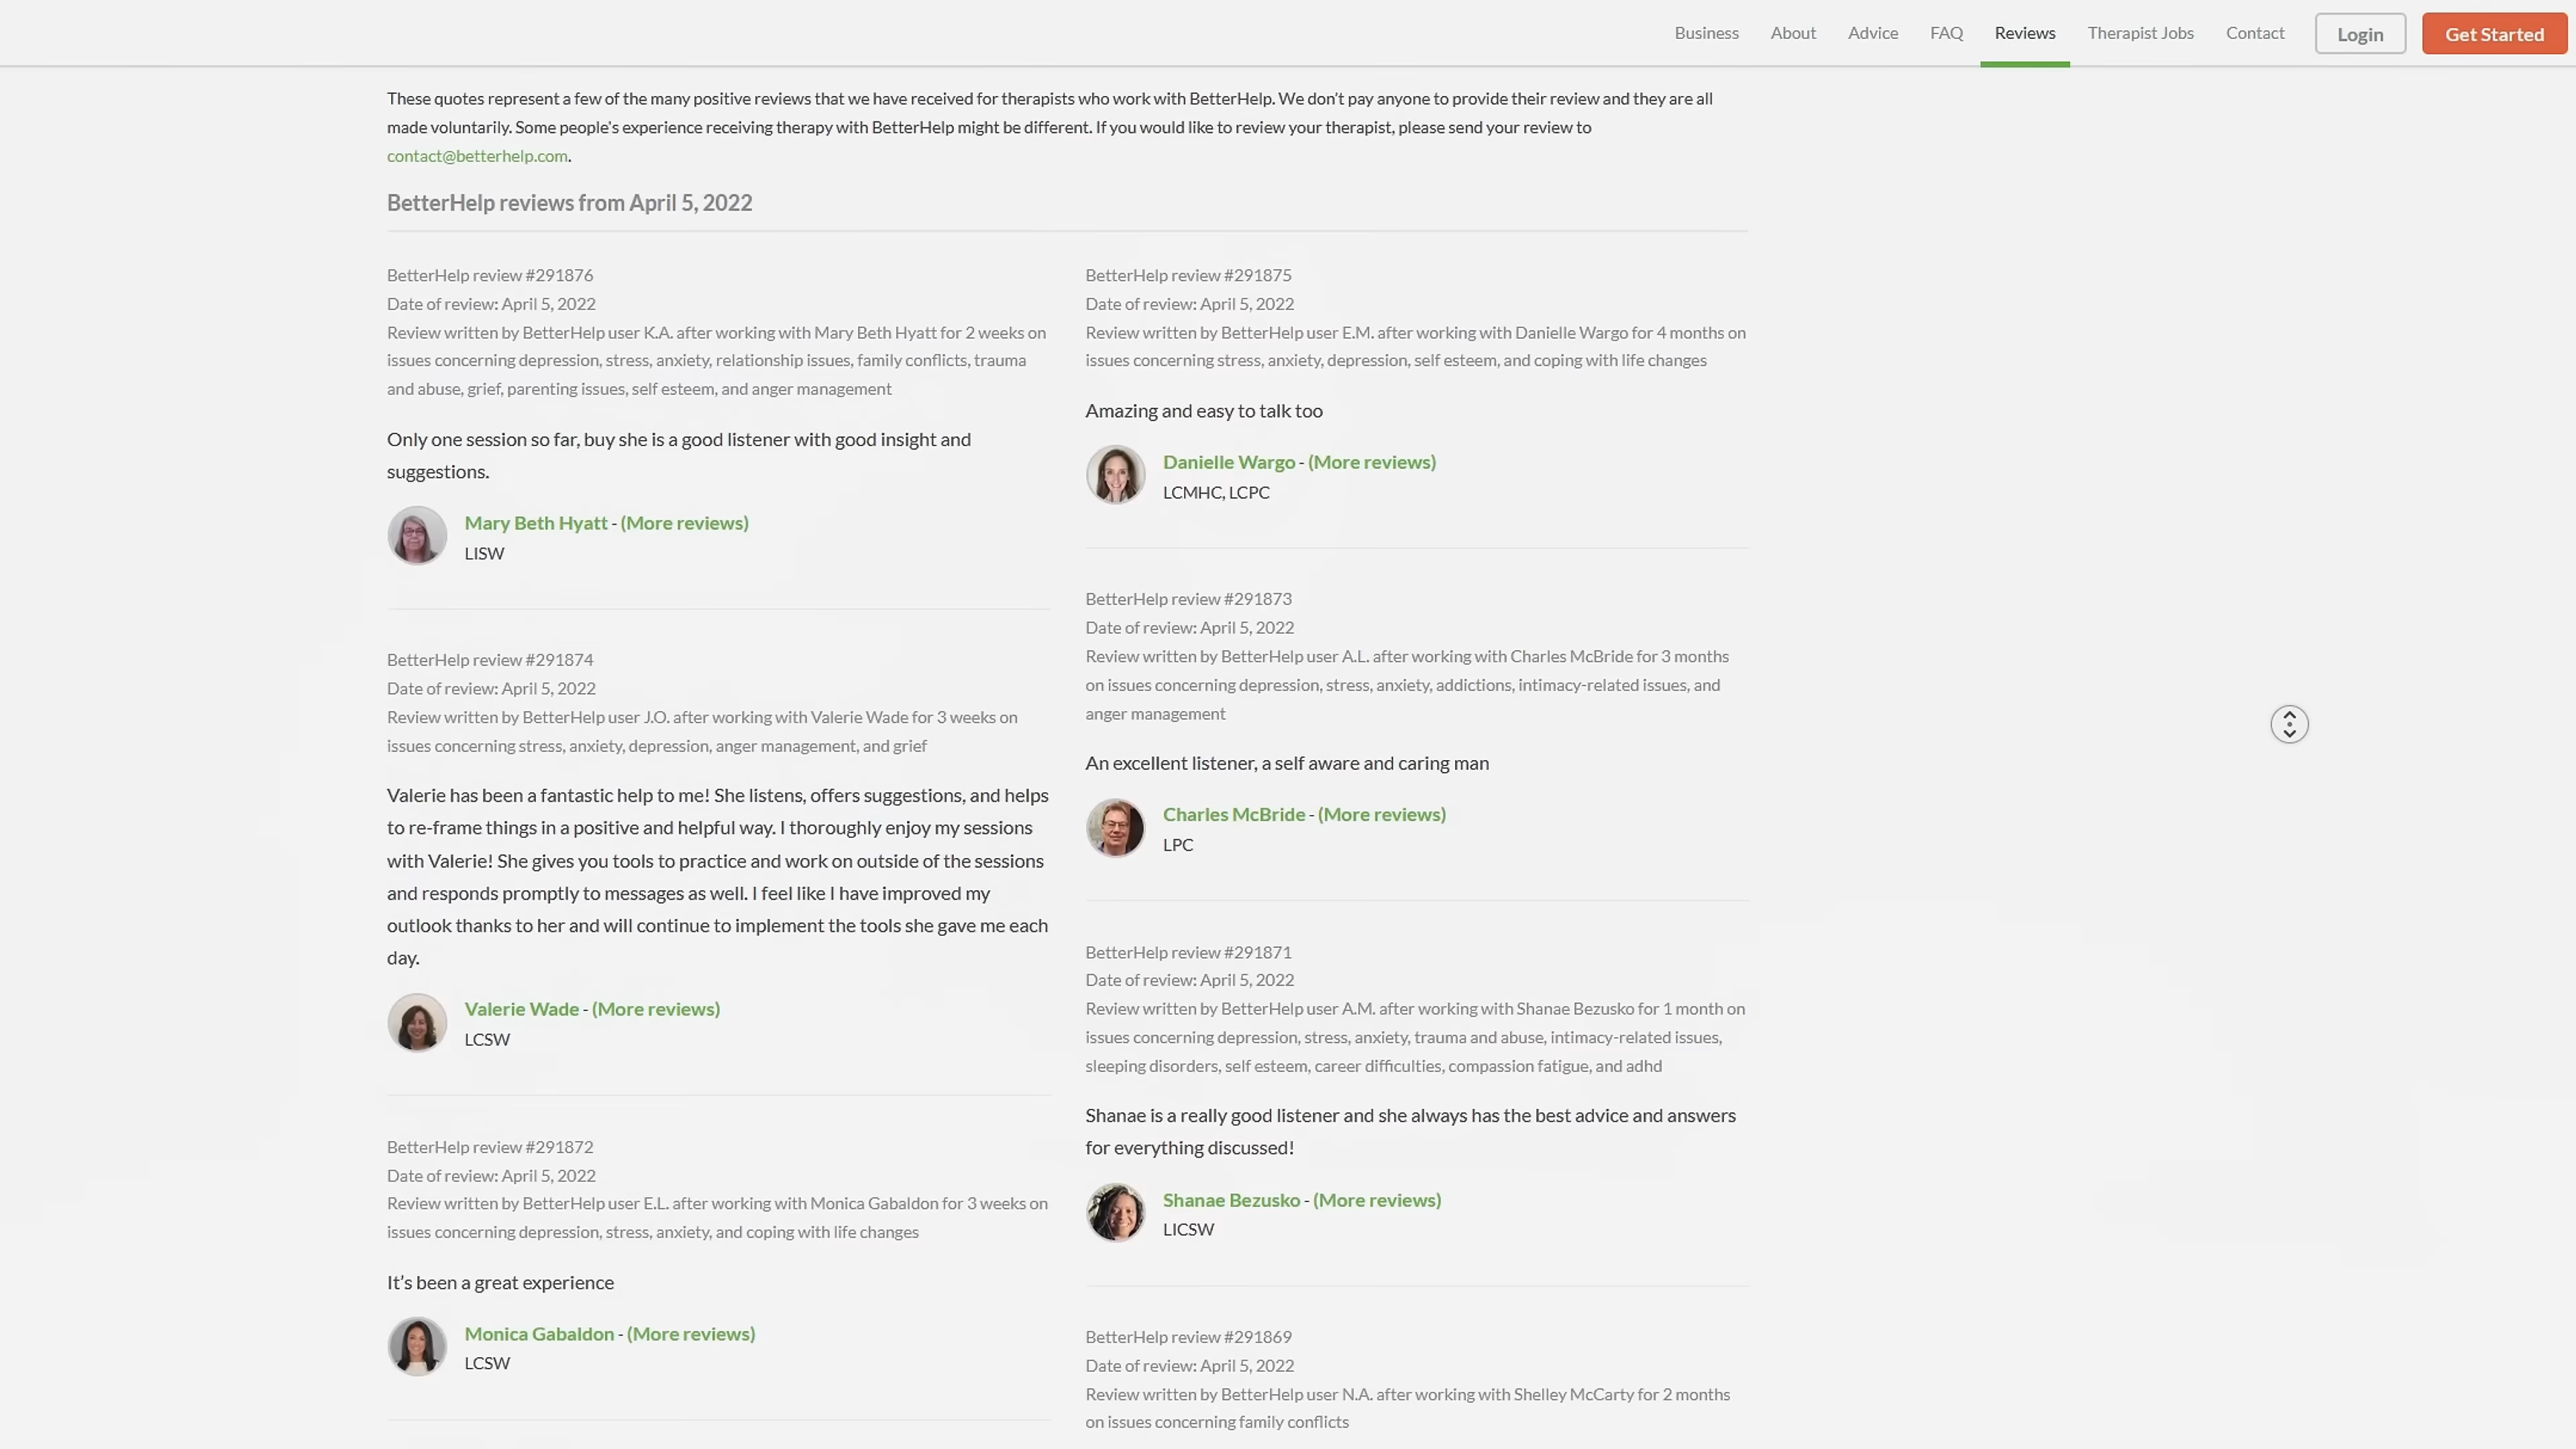 Business About Advice FAQ Reviews Therapist Jobs Contact Login Get Started
These quotes represent a few of the many positive reviews that we have received for therapists who work with BetterHelp. We don't pay anyone to provide their review and they are all
made voluntarily. Some people's experience receiving therapy with BetterHelp might be different. If you would like to review your therapist, please send your review to
contact@betterhelp.com.
BetterHelp reviews from April 5, 2022
BetterHelp review #291876
Date of review: April 5, 2022
Review written by BetterHelp user K.A. after working with Mary Beth Hyatt for 2 weeks on
issues concerning depression, stress, anxiety, relationship issues, family conflicts, trauma
and abuse, grief, parenting issues, self esteem, and anger management
Only one session so far, buy she is a good listener with good insight and
suggestions.
Mary Beth Hyatt - (More reviews)
LISW
BetterHelp review #291874
Date of review: April 5, 2022
Review written by BetterHelp user J.O. after working with Valerie Wade for 3 weeks on
issues concerning stress, anxiety, depression, anger management, and grief
Valerie has been a fantastic help to me! She listens, offers suggestions, and helps
to re-frame things in a positive and helpful way. I thoroughly enjoy my sessions
with Valerie! She gives you tools to practice and work on outside of the sessions
and responds promptly to messages as well. I feel like I have improved my
outlook thanks to her and will continue to implement the tools she gave me each
day.
Valerie Wade - (More reviews)
LCSW
BetterHelp review #291872
Date of review: April 5, 2022
Review written by BetterHelp user E.L. after working with Monica Gabaldon for 3 weeks on
issues concerning depression, stress, anxiety, and coping with life changes
It's been a great experience
Monica Gabaldon - (More reviews)
LCSW
BetterHelp review #291875
Date of review: April 5, 2022
Review written by BetterHelp user E.M. after working with Danielle Wargo for 4 months on
issues concerning stress, anxiety, depression, self esteem, and coping with life changes
Amazing and easy to talk too
Danielle Wargo - (More reviews)
LCMHC, LCPC
BetterHelp review #291873
Date of review: April 5, 2022
Review written by BetterHelp user A.L. after working with Charles McBride for 3 months
on issues concerning depression, stress, anxiety, addictions, intimacy-related issues, and
anger management
An excellent listener, a self aware and caring man
Charles McBride - (More reviews)
LPC
BetterHelp review #291871
Date of review: April 5, 2022
Review written by BetterHelp user A.M. after working with Shanae Bezusko for 1 month on
issues concerning depression, stress, anxiety, trauma and abuse, intimacy-related issues,
sleeping disorders, self esteem, career difficulties, compassion fatigue, and adhd
Shanae is a really good listener and she always has the best advice and answers
for everything discussed!
Shanae Bezusko - (More reviews)
LICSW
BetterHelp review #291869
Date of review: April 5, 2022
Review written by BetterHelp user N.A. after working with Shelley McCarty for 2 months
on issues concerning family conflicts